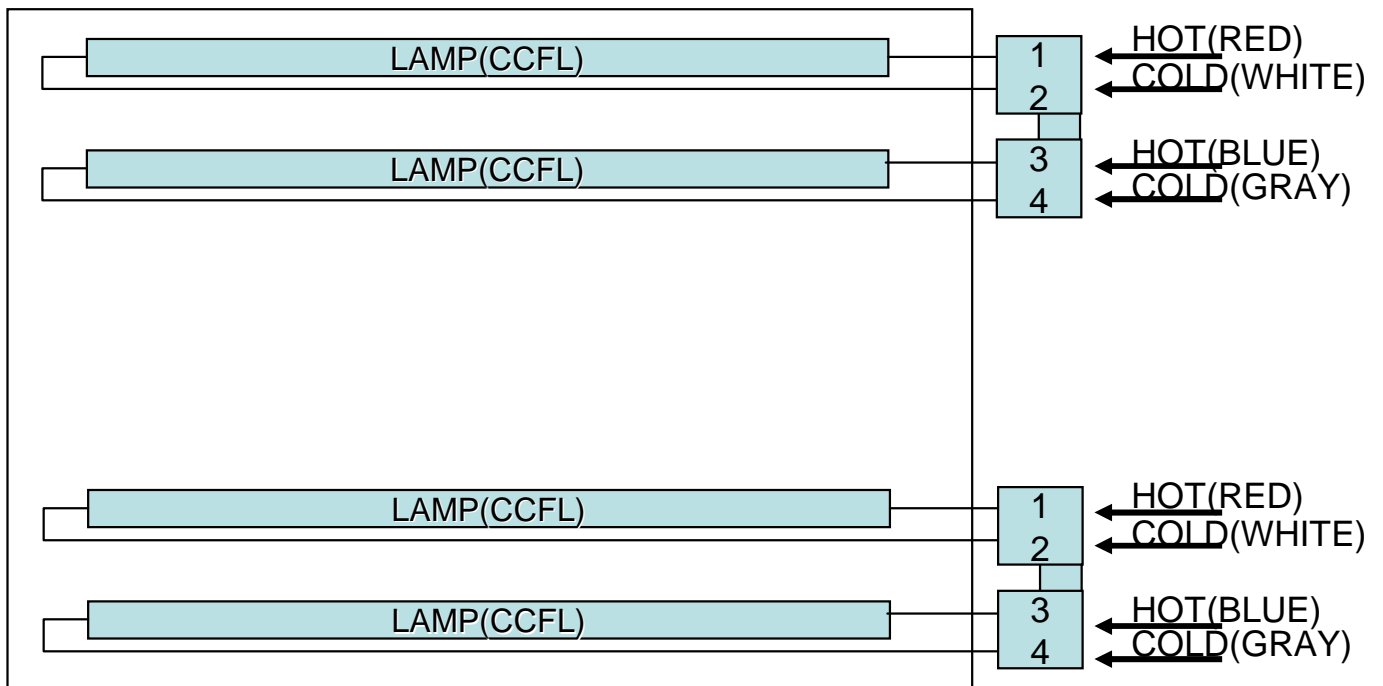 LAMP(CCFL) 1 HOT(RED)
2 COLD(WHITE)
LAMP(CCFL) 3 HOT(BLUE)
4 COLD(GRAY)
LAMP(CCFL) 1 HOT(RED)
2 COLD(WHITE)
LAMP(CCFL) 3 HOT(BLUE)
4 COLD(GRAY)